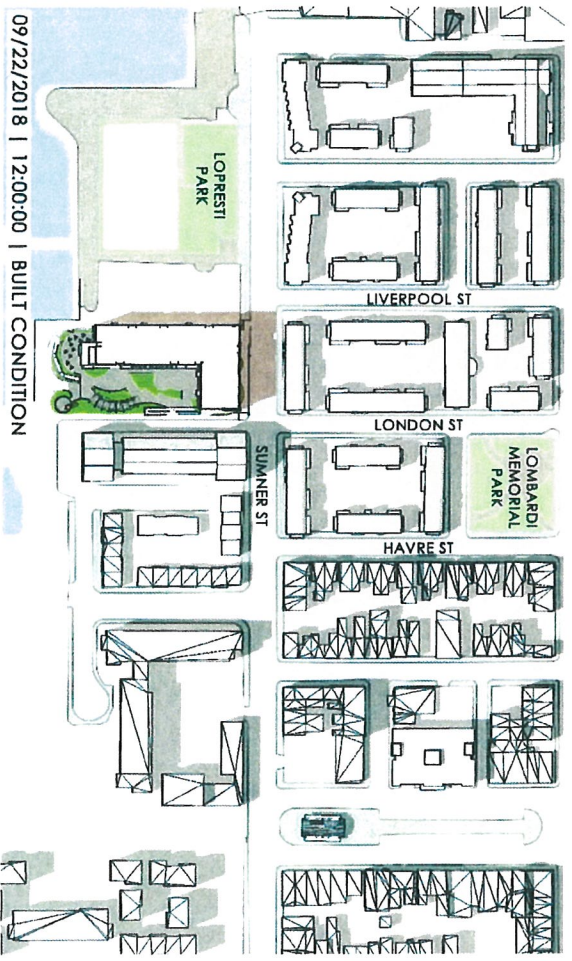 LOPRESTI
PARK
LIVERPOOL ST
LONDON ST
LOMBARDI
MEMORIAL
PARK
SUMNER ST
HAVRE ST
09/22/2018 | 12:00:00 | BUILT CONDITION